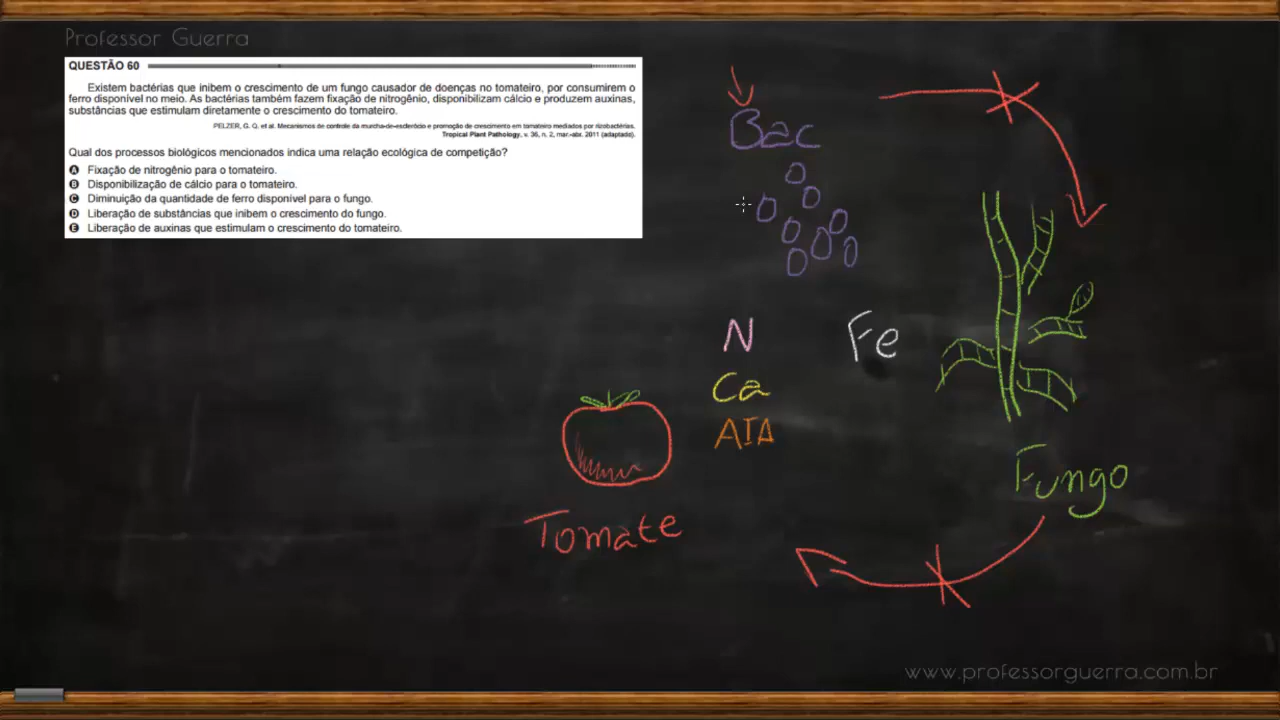 Professor Guerra
QUESTÃO 60
Existem bactérias que inibem o crescimento de um fungo causador de doenças no tomateiro, por consumirem o
ferro disponível no meio. As bactérias também fazem fixação de nitrogênio, disponibilizam cálcio e produzem auxinas,
substâncias que estimulam diretamente o crescimento do tomateiro.
PELZER, G. Q. et al. Mecanismos de controle da murcha-de-esclerócio e promoção de crescimento em tomateiro mediados por rizobactérias.
Tropical Plant Pathology, v. 36, n. 2, mar.-abr. 2011 (adaptado).
Qual dos processos biológicos mencionados indica uma relação ecológica de competição?
A Fixação de nitrogênio para o tomateiro.
B Disponibilização de cálcio para o tomateiro.
C Diminuição da quantidade de ferro disponível para o fungo.
D Liberação de substâncias que inibem o crescimento do fungo.
E Liberação de auxinas que estimulam o crescimento do tomateiro.
Bac
N
Fe
Ca
AIA
Fungo
Tomate
www.professorguerra.com.br